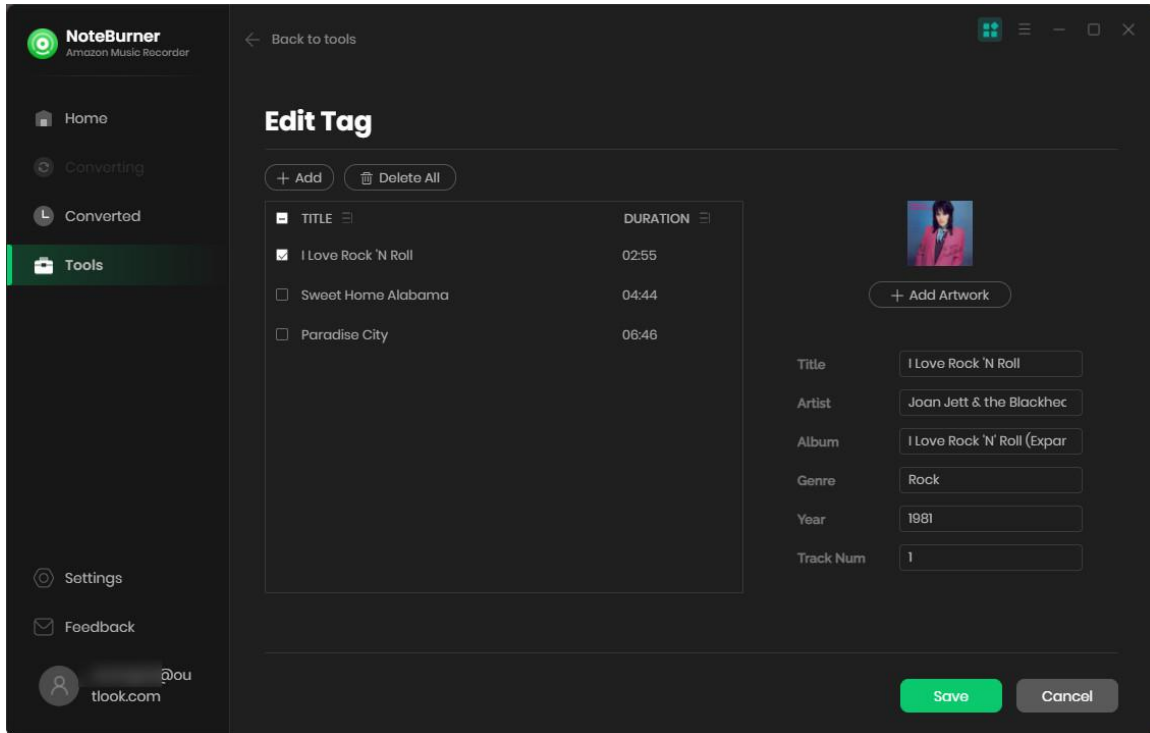 NoteBurner
Amazon Music Recorder
Back to tools
Home
Converting
Converted
Tools
Settings
Feedback
@ou
tlook.com
Edit Tag
+ Add
Delete All
TITLE DURATION
I Love Rock 'N Roll 02:55
Sweet Home Alabama 04:44
Paradise City 06:46
+ Add Artwork
Title I Love Rock 'N Roll
Artist Joan Jett & the Blackhec
Album I Love Rock 'N' Roll (Expar
Genre Rock
Year 1981
Track Num 1
Save
Cancel